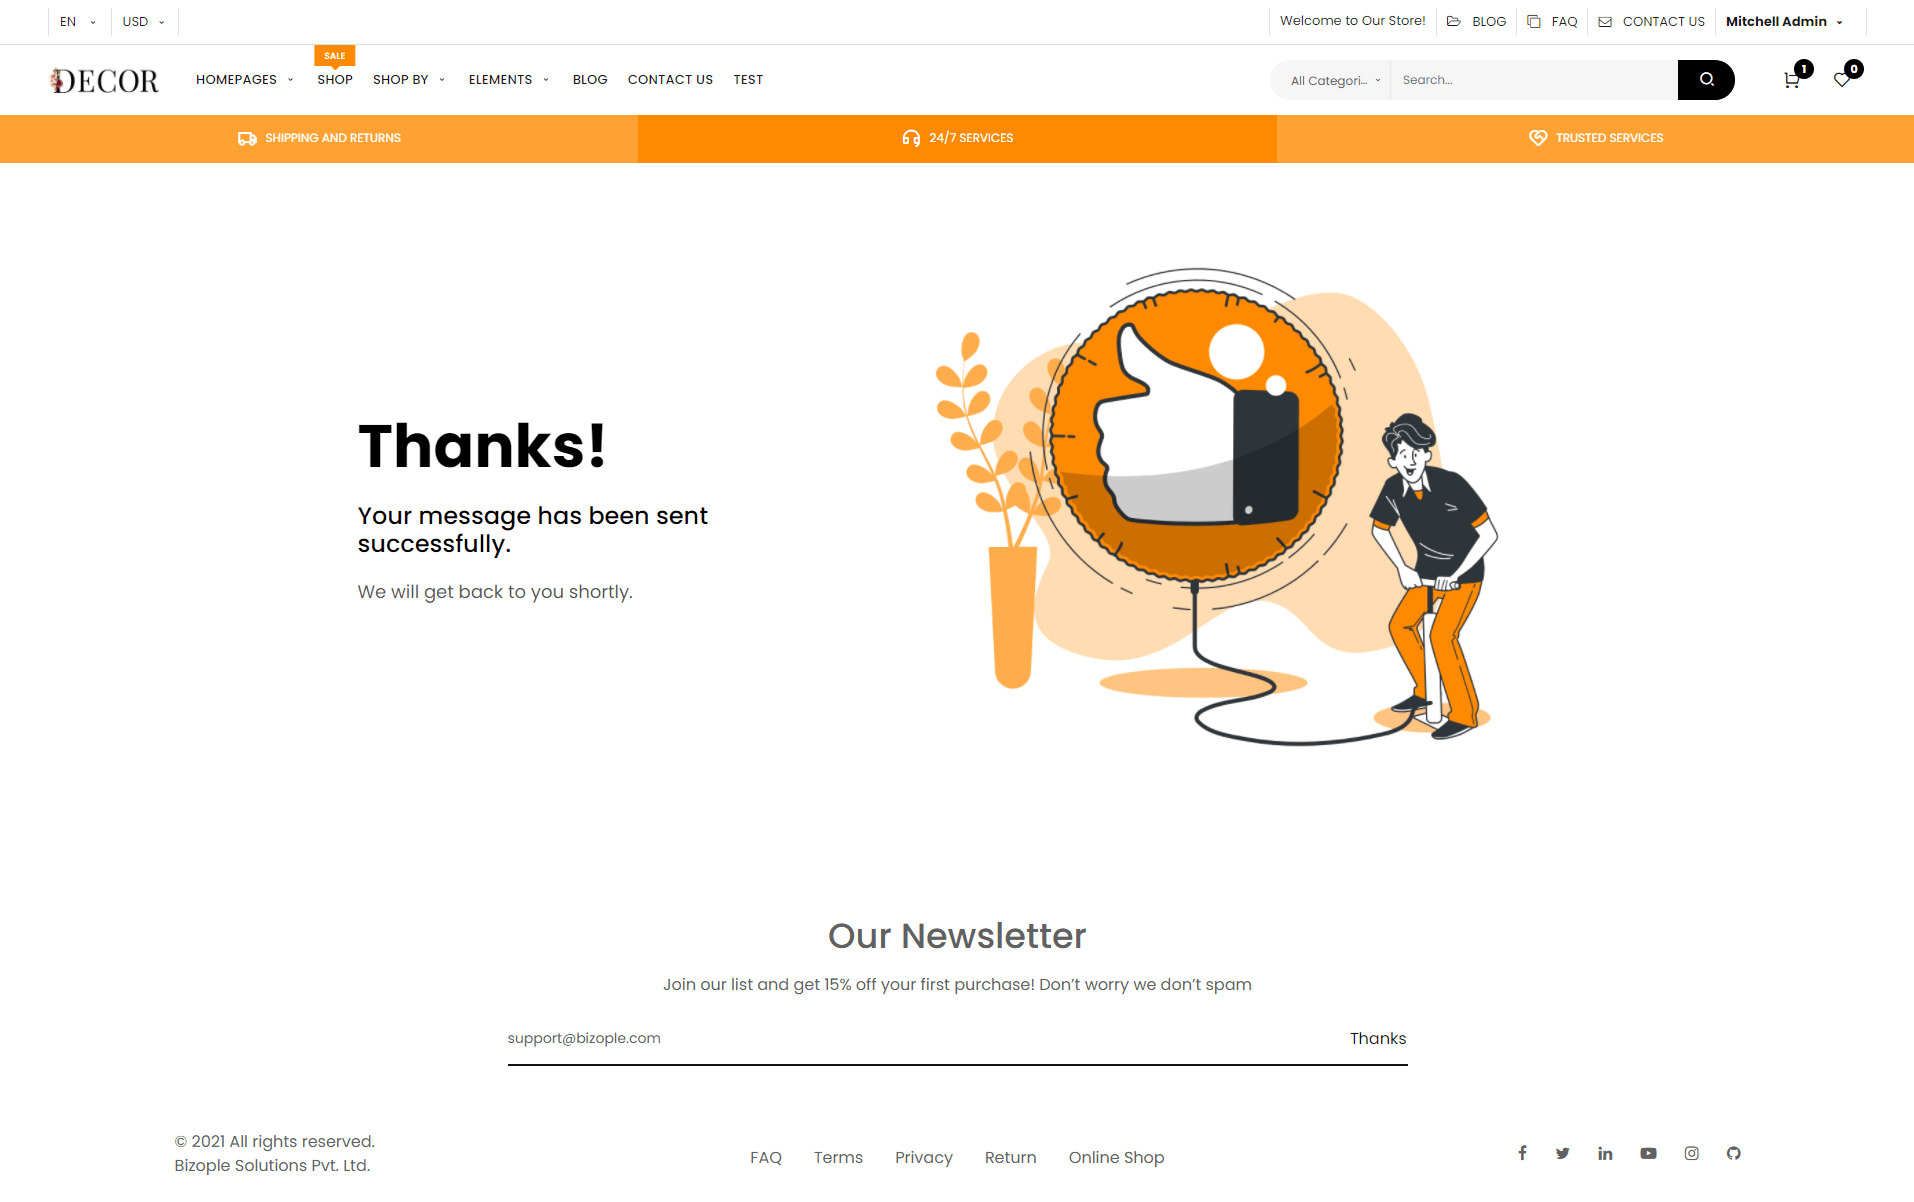 EN USD Welcome to Our Store! BLOG FAQ CONTACT US Mitchell Admin
SALE
DECOR HOMEPAGES SHOP SHOP BY ELEMENTS BLOG CONTACT US TEST All Categori... Search... 1 0
SHIPPING AND RETURNS 24/7 SERVICES TRUSTED SERVICES
Thanks!
Your message has been sent
successfully.
We will get back to you shortly.
Our Newsletter
Join our list and get 15% off your first purchase! Don’t worry we don’t spam
support@bizople.com Thanks
© 2021 All rights reserved.
Bizople Solutions Pvt. Ltd.
FAQ Terms Privacy Return Online Shop